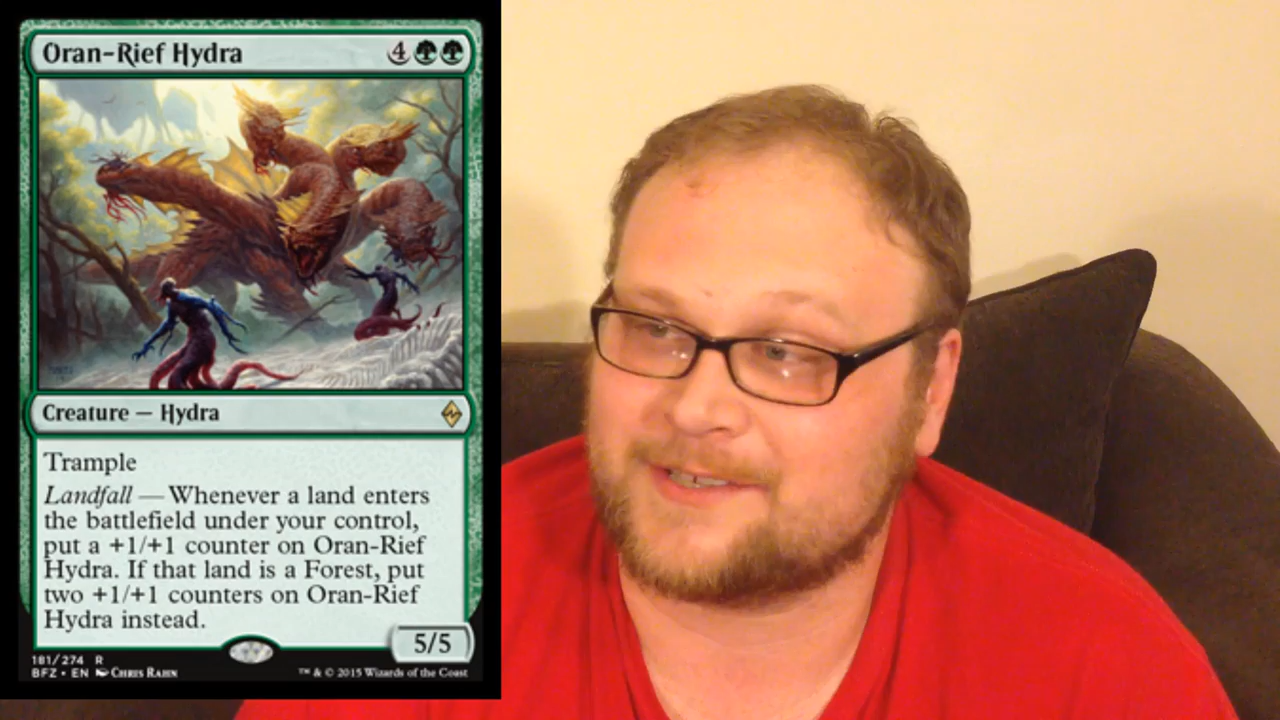 Oran-Rief Hydra 4
Creature — Hydra
Trample
Landfall — Whenever a land enters
the battlefield under your control,
put a +1/+1 counter on Oran-Rief
Hydra. If that land is a Forest, put
two +1/+1 counters on Oran-Rief
Hydra instead.
5/5
181/274 R
BFZ • EN Chris Rahn
™ & © 2015 Wizards of the Coast